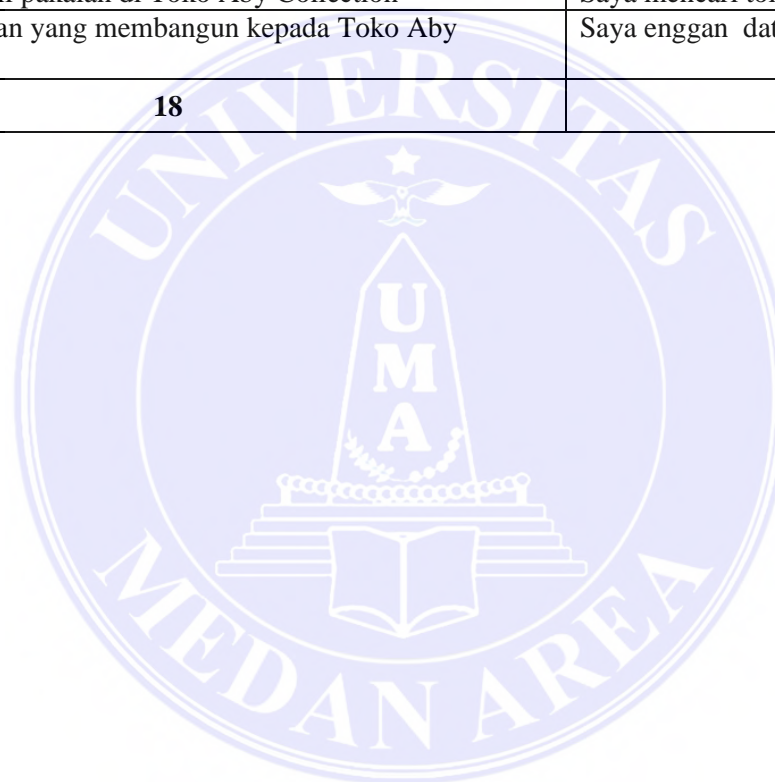 pakaian di Toko Aby Collection
Saya mencari
an yang membangun kepada Toko Aby
Saya enggan dat
18
UNIVERSITAS
UMA
MEDAN AREA